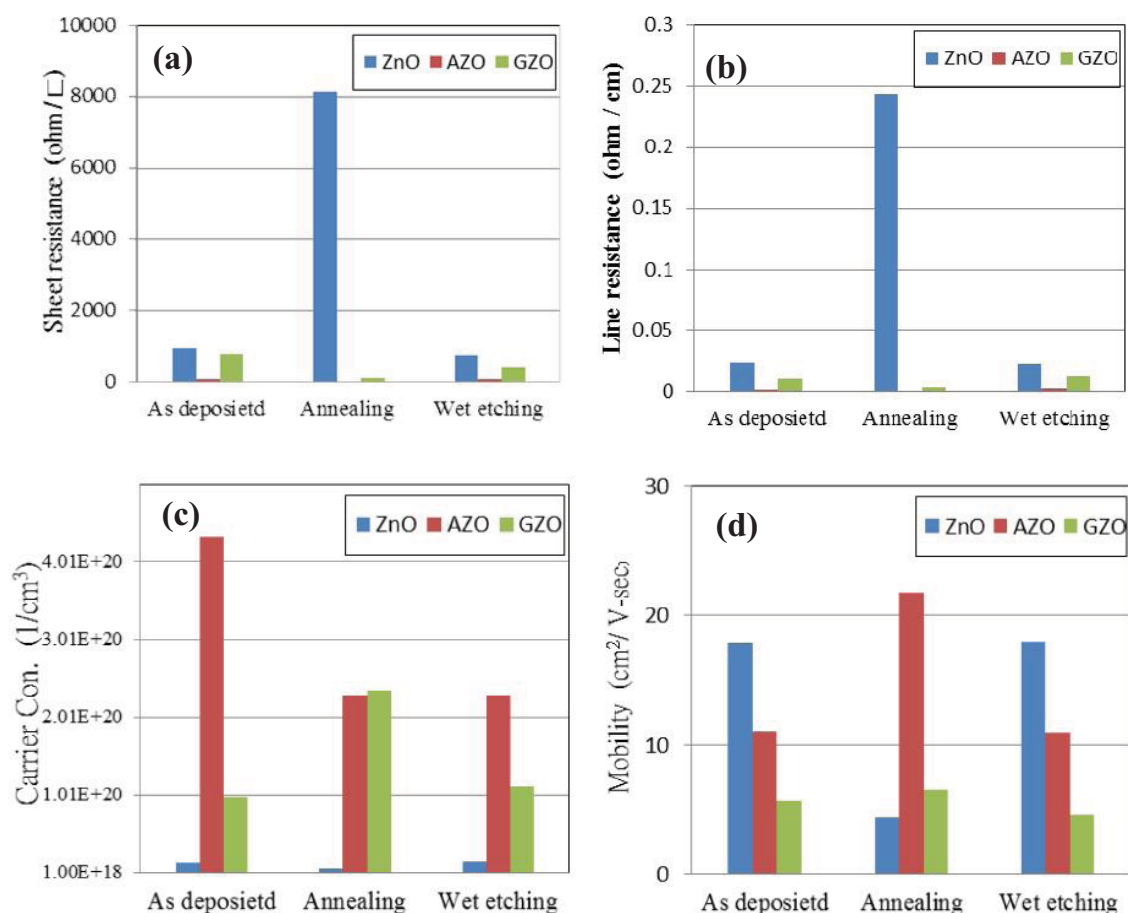 (a)
ZnO AZO GZO
Sheet resistance (ohm/□)
10000
8000
6000
4000
2000
0
As deposietd Annealing Wet etching
(b)
ZnO AZO GZO
Line resistance (ohm / cm)
0.3
0.25
0.2
0.15
0.1
0.05
0
As deposietd Annealing Wet etching
(c)
ZnO AZO GZO
Carrier Con. (1/cm³)
4.01E+20
3.01E+20
2.01E+20
1.01E+20
1.00E+18
As deposietd Annealing Wet etching
(d)
ZnO AZO GZO
Mobility (cm²/ V-sec)
30
20
10
0
As deposietd Annealing Wet etching